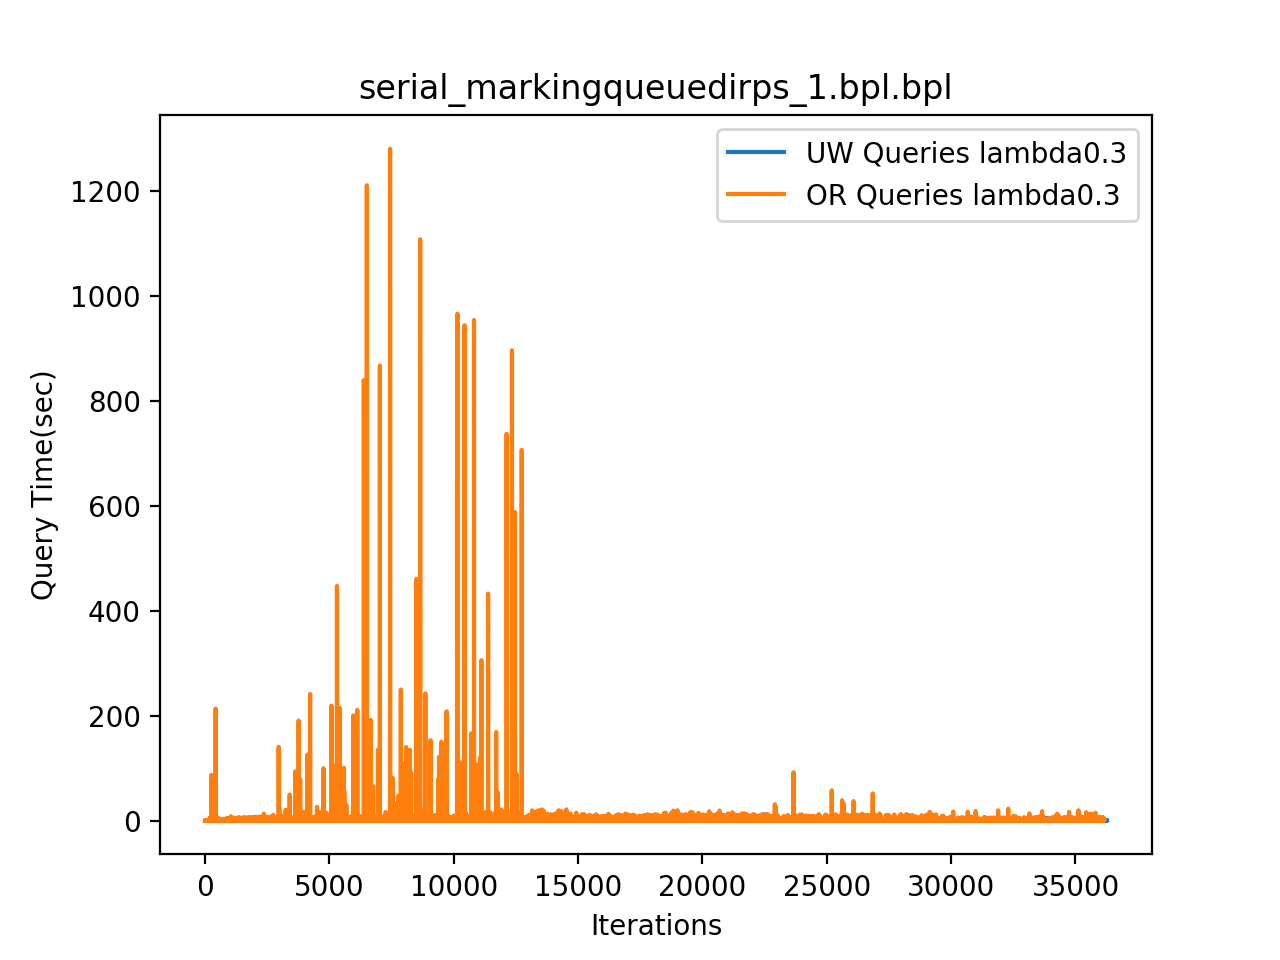 serial_markingqueuedirps_1.bpl.bpl
UW Queries lambda0.3
OR Queries lambda0.3
Query Time(sec)
1200
1000
800
600
400
200
0
0 5000 10000 15000 20000 25000 30000 35000
Iterations